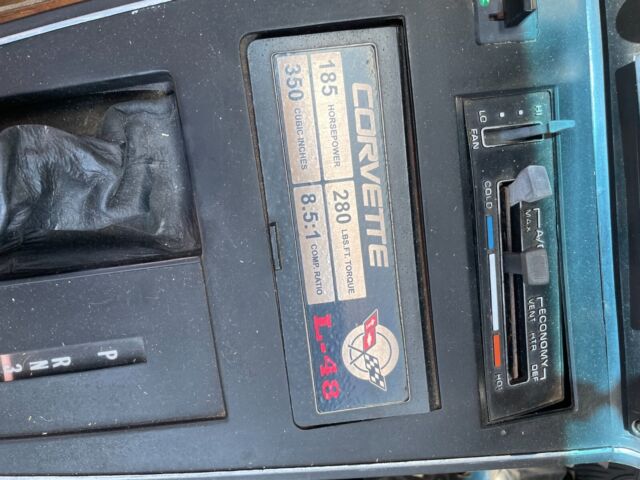 CORVETTE
185 HORSEPOWER
280 LBS.FT. TORQUE
350 CUBIC INCHES
8.5:1 COMP. RATIO
L-48
LO HI
FAN
COLD HOT
MAX
A/C
ECONOMY
VENT HTR DEF
P R N 3